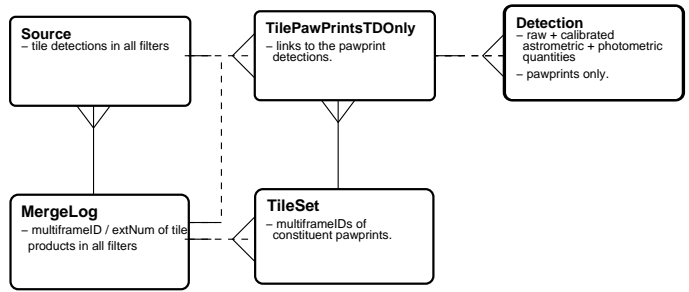 Source
– tile detections in all filters
TilePawPrintsTDOnly
– links to the pawprint
detections.
Detection
– raw + calibrated
astrometric + photometric
quantities
– pawprints only.
MergeLog
– multiframeID / extNum of tile
products in all filters
TileSet
– multiframeIDs of
constituent pawprints.